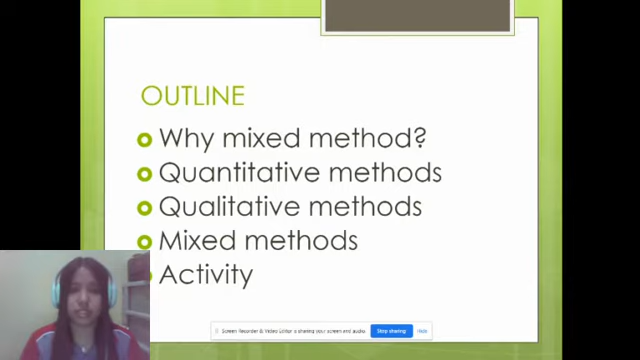 OUTLINE
Why mixed method?
Quantitative methods
Qualitative methods
Mixed methods
Activity
Screen Recorder & Video Editor is sharing your screen and audio. Stop sharing Hide